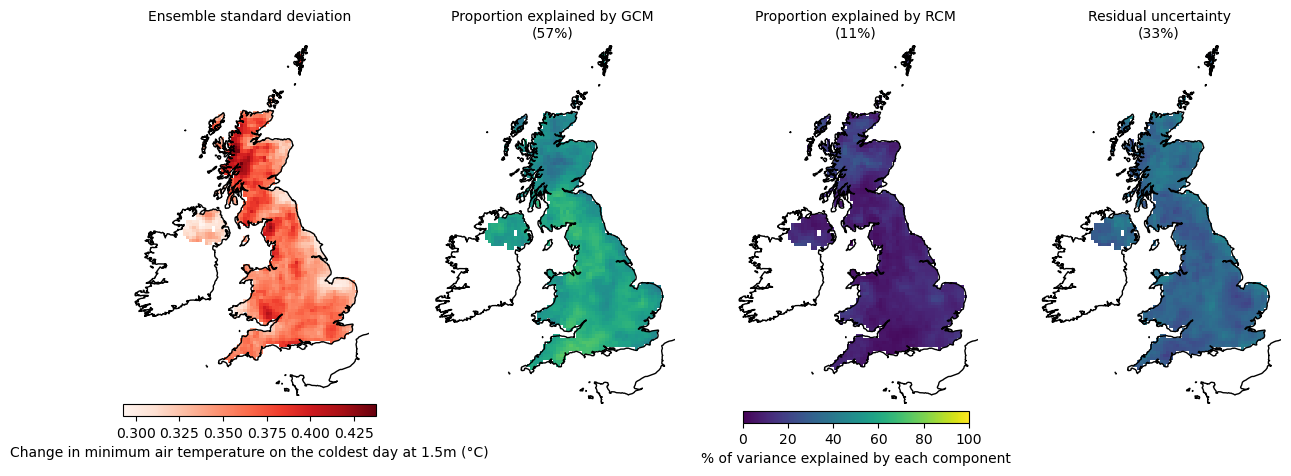 Ensemble standard deviation
Proportion explained by GCM
(57%)
Proportion explained by RCM
(11%)
Residual uncertainty
(33%)
0.300 0.325 0.350 0.375 0.400 0.425
Change in minimum air temperature on the coldest day at 1.5m (°C)
0 20 40 60 80 100
% of variance explained by each component